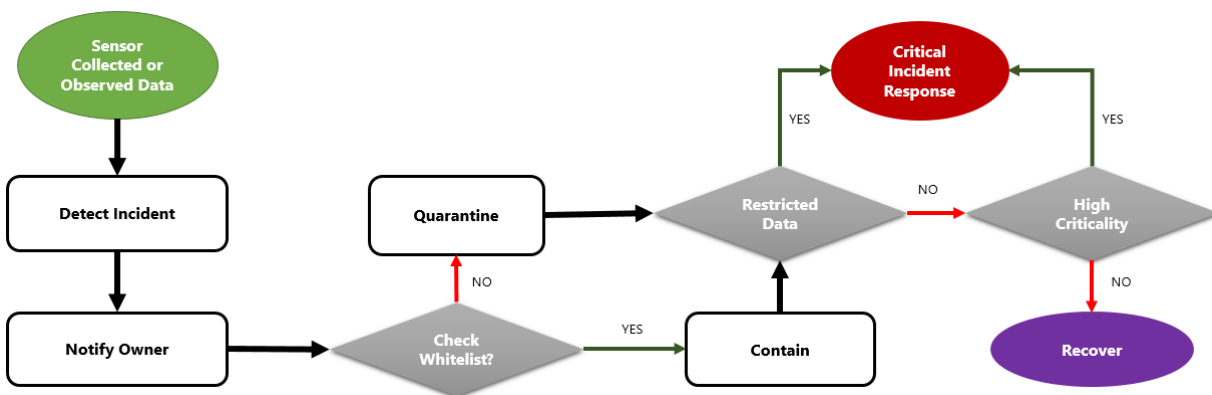 Sensor
Collected or
Observed Data
Detect Incident
Notify Owner
Check
Whitelist?
NO
Quarantine
YES
Contain
Restricted
Data
YES
NO
Critical
Incident
Response
High
Criticality
YES
NO
Recover